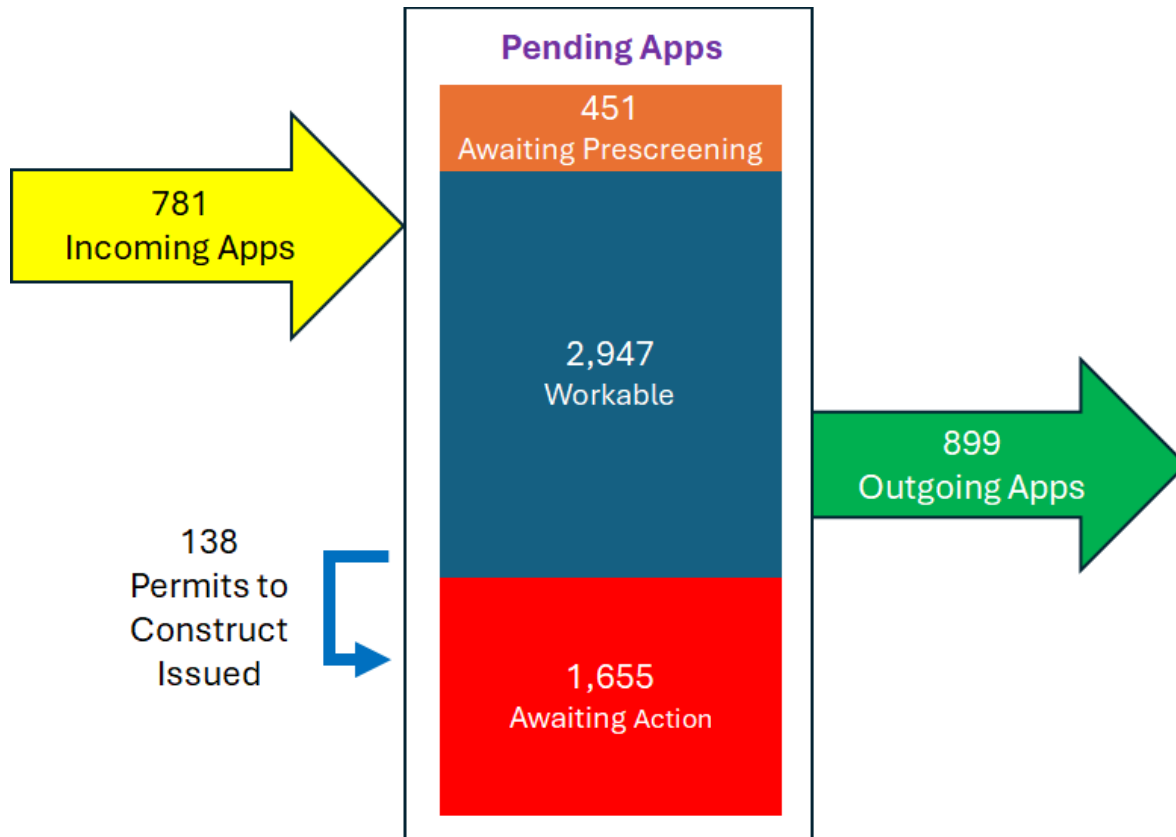 Pending Apps
451
Awaiting Prescreening
781
Incoming Apps
2,947
Workable
899
Outgoing Apps
138
Permits to
Construct
Issued
1,655
Awaiting Action